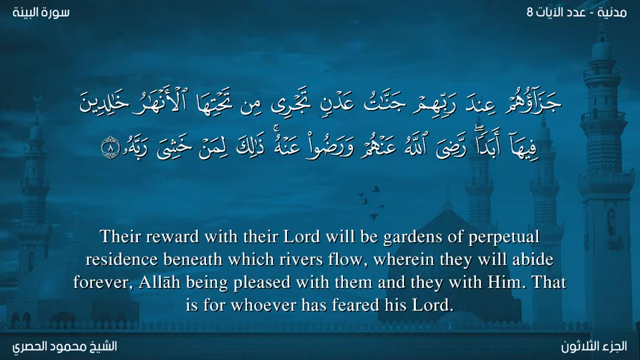 مدنية - عدد الآيات 8
سورة البينة
جَزَآؤُهُمْ عِندَ رَبِّهِمْ جَنَّـٰتُ عَدْنٍ تَجْرِى مِن تَحْتِهَا ٱلْأَنْهَـٰرُ خَـٰلِدِينَ
فِيهَآ أَبَدًا ۖ رَّضِىَ ٱللَّهُ عَنْهُمْ وَرَضُوا۟ عَنْهُ ۚ ذَٰلِكَ لِمَنْ خَشِىَ رَبَّهُۥ ٨
Their reward with their Lord will be gardens of perpetual
residence beneath which rivers flow, wherein they will abide
forever, Allāh being pleased with them and they with Him. That
is for whoever has feared his Lord.
الجزء الثلاثون
الشيخ محمود الحصري